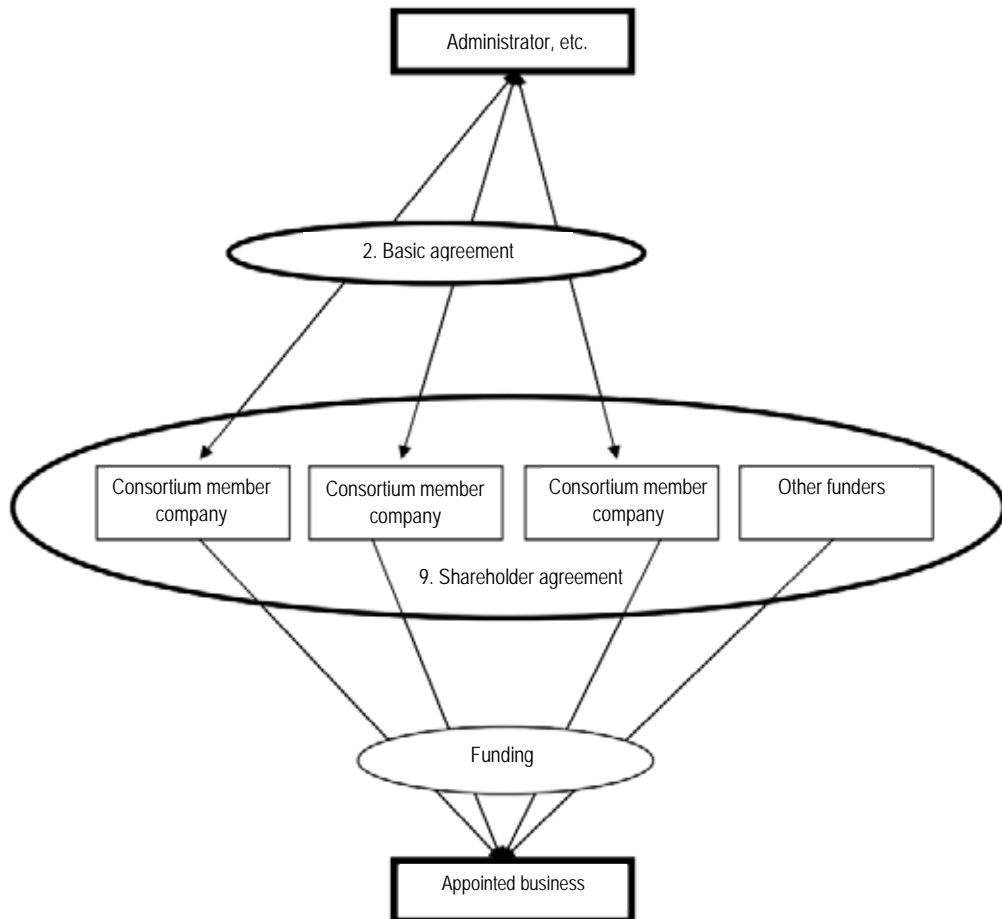 Administrator, etc.
2. Basic agreement
Consortium member
company
Consortium member
company
Consortium member
company
Other funders
9. Shareholder agreement
Funding
Appointed business